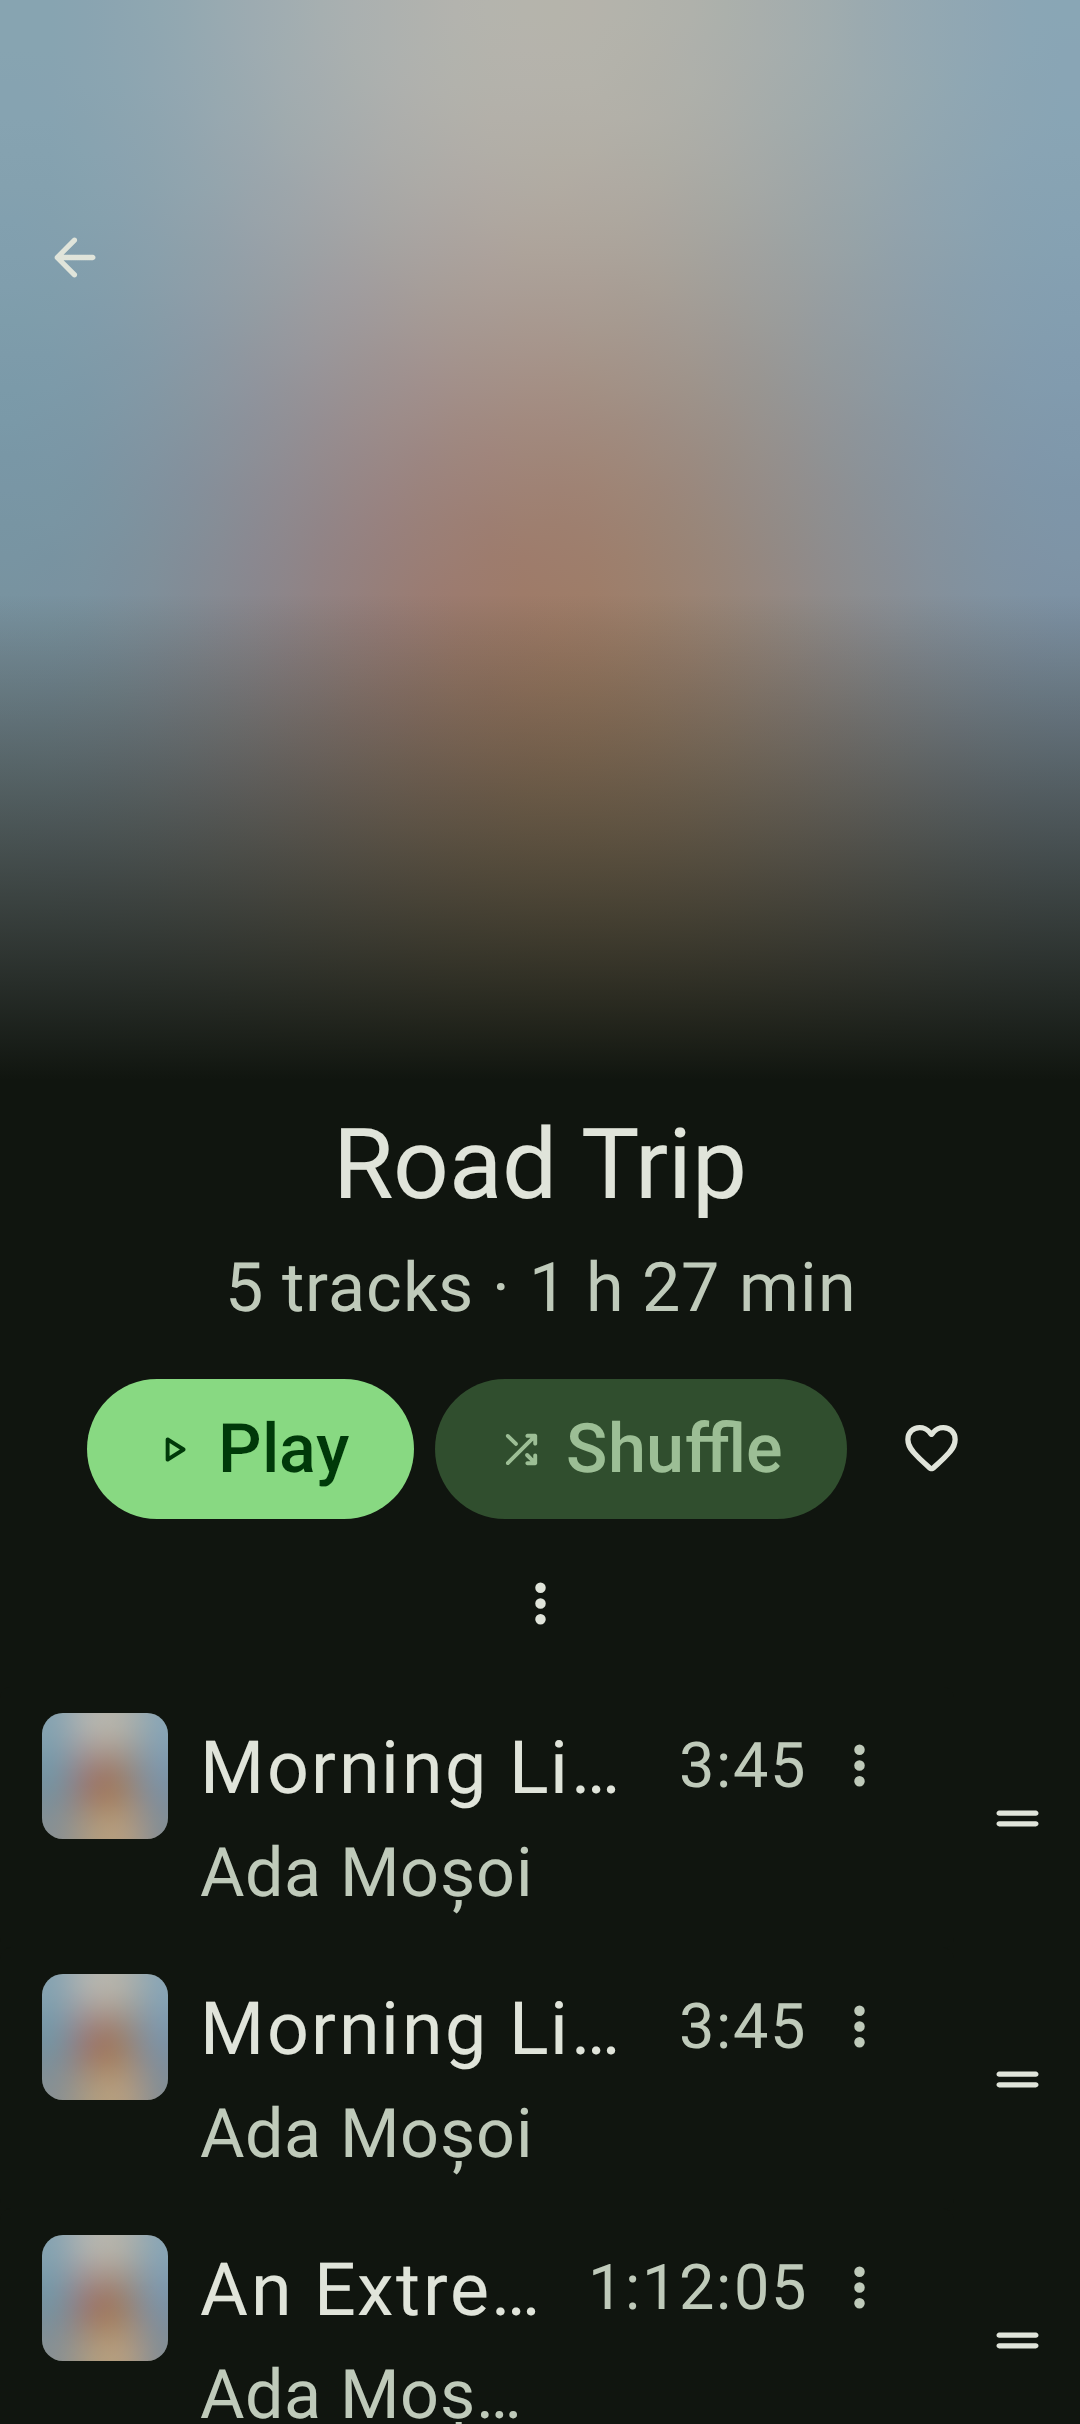 Road Trip
5 tracks · 1 h 27 min
Play
Shuffle
Morning Li… 3:45
Ada Moșoi
Morning Li… 3:45
Ada Moșoi
An Extre… 1:12:05
Ada Moș…